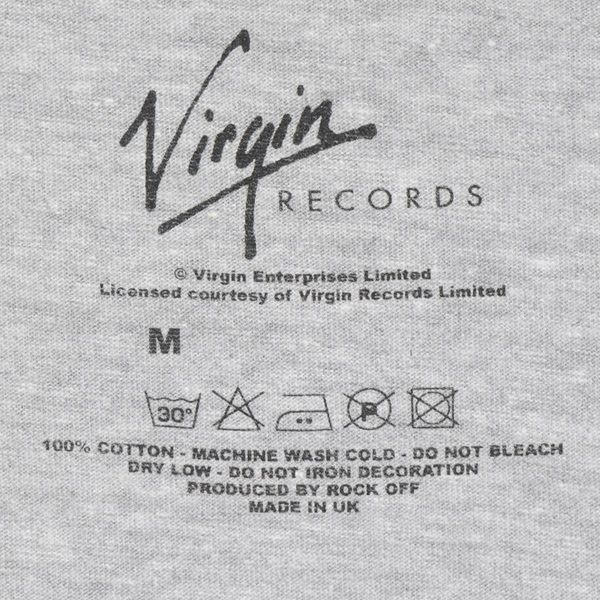 Virgin
RECORDS
© Virgin Enterprises Limited
Licensed courtesy of Virgin Records Limited
M
30°
P
100% COTTON - MACHINE WASH COLD - DO NOT BLEACH
DRY LOW - DO NOT IRON DECORATION
PRODUCED BY ROCK OFF
MADE IN UK